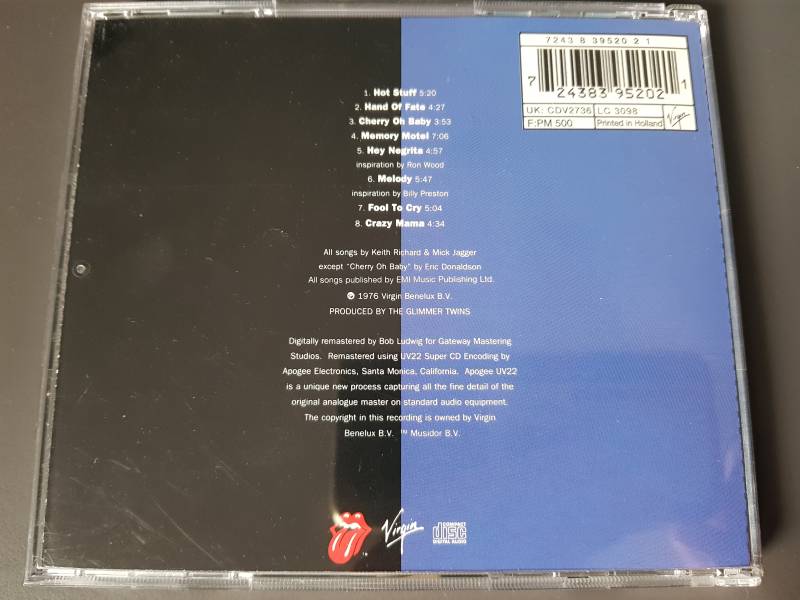 7243 8 39520 2 1
7 24383 95202 1
UK: CDV2736 LC 3098
F:PM 500 Printed in Holland Virgin
1. Hot Stuff 5:20
2. Hand Of Fate 4:27
3. Cherry Oh Baby 3:53
4. Memory Motel 7:06
5. Hey Negrita 4:57
inspiration by Ron Wood
6. Melody 5:47
inspiration by Billy Preston
7. Fool To Cry 5:04
8. Crazy Mama 4:34
All songs by Keith Richard & Mick Jagger
except "Cherry Oh Baby" by Eric Donaldson
All songs published by EMI Music Publishing Ltd.
℗ 1976 Virgin Benelux B.V.
PRODUCED BY THE GLIMMER TWINS
Digitally remastered by Bob Ludwig for Gateway Mastering
Studios. Remastered using UV22 Super CD Encoding by
Apogee Electronics, Santa Monica, California. Apogee UV22
is a unique new process capturing all the fine detail of the
original analogue master on standard audio equipment.
The copyright in this recording is owned by Virgin
Benelux B.V. ™ Musidor B.V.
Virgin
COMPACT
disc
DIGITAL AUDIO